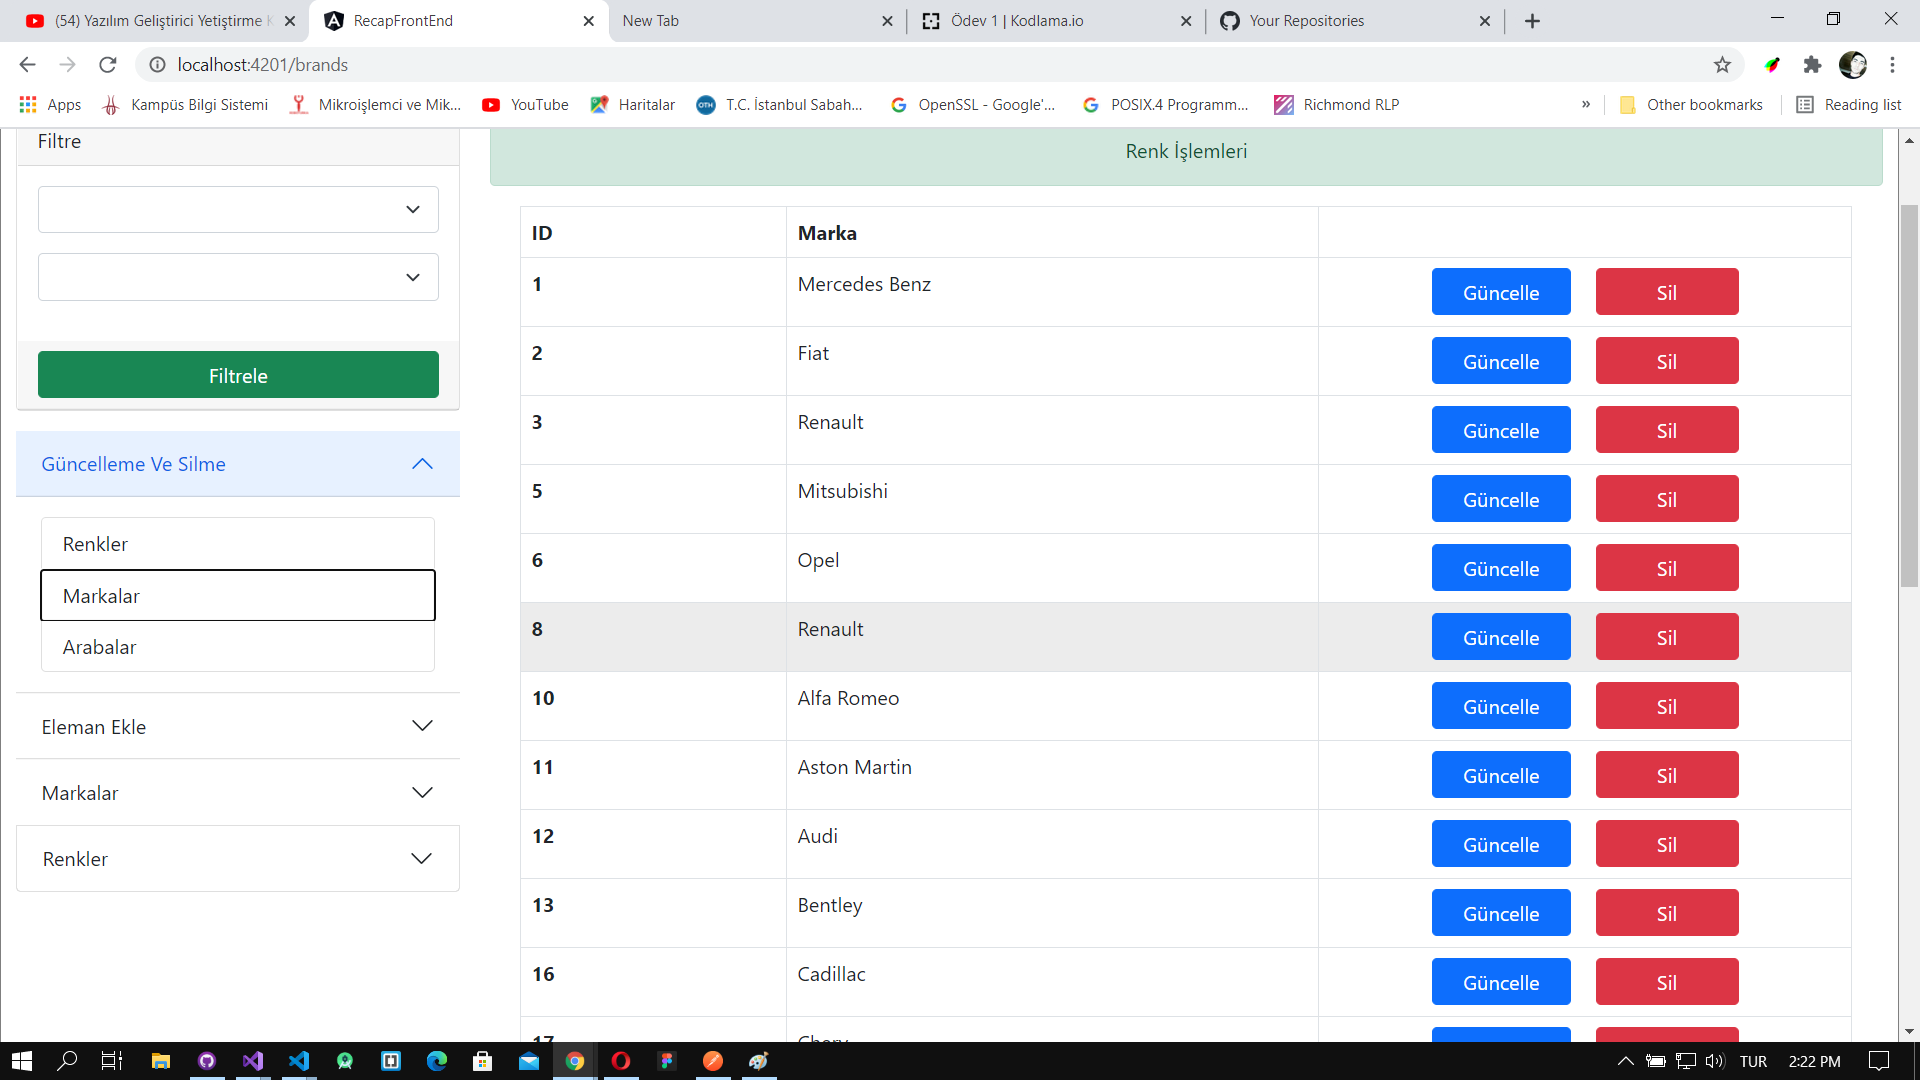 (54) Yazılım Geliştirici Yetiştirme K
RecapFrontEnd
New Tab
Ödev 1 | Kodlama.io
Your Repositories
localhost:4201/brands
Apps
Kampüs Bilgi Sistemi
Mikroişlemci ve Mik...
YouTube
Haritalar
OTH
T.C. İstanbul Sabah...
OpenSSL - Google'...
POSIX.4 Programm...
Richmond RLP
»
Other bookmarks
Reading list
Filtre
Filtrele
Güncelleme Ve Silme
Renkler
Markalar
Arabalar
Eleman Ekle
Markalar
Renkler
Renk İşlemleri
ID Marka
1 Mercedes Benz Güncelle Sil
2 Fiat Güncelle Sil
3 Renault Güncelle Sil
5 Mitsubishi Güncelle Sil
6 Opel Güncelle Sil
8 Renault Güncelle Sil
10 Alfa Romeo Güncelle Sil
11 Aston Martin Güncelle Sil
12 Audi Güncelle Sil
13 Bentley Güncelle Sil
16 Cadillac Güncelle Sil
17 Chery
TUR
2:22 PM